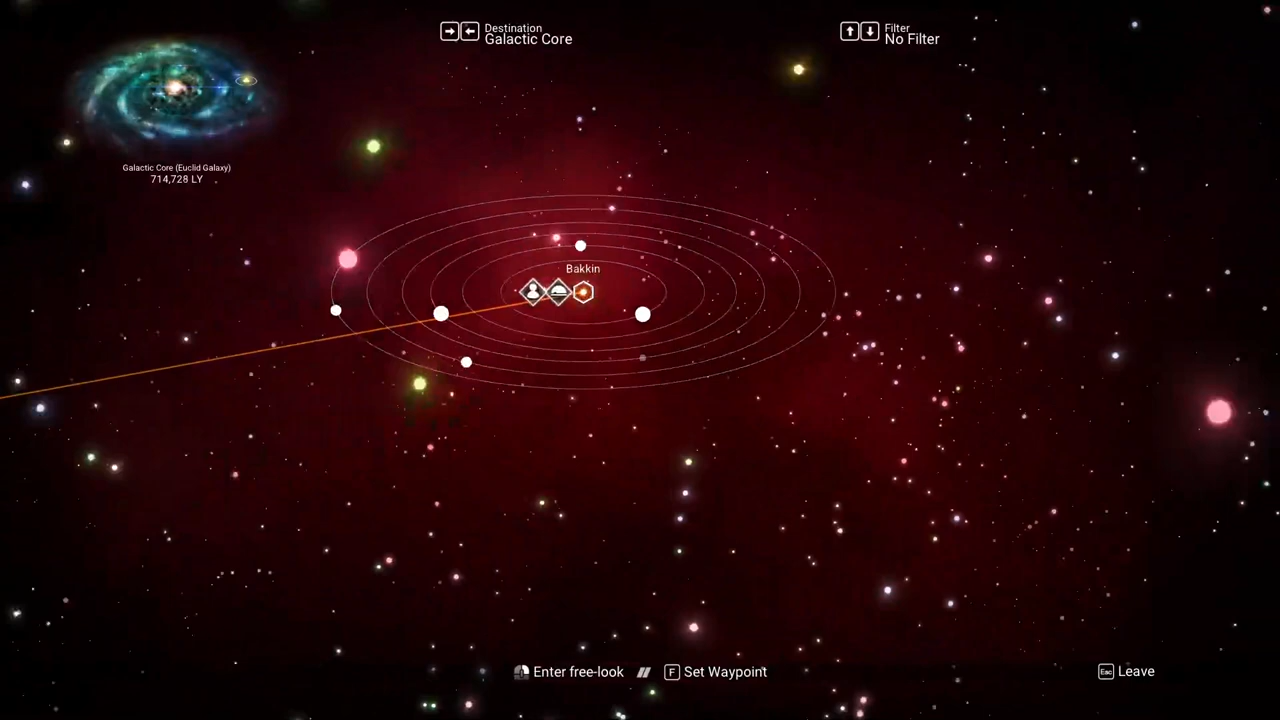 Destination
Galactic Core
Filter
No Filter
Galactic Core (Euclid Galaxy)
714,728 LY
Bakkin
Enter free-look
F Set Waypoint
Esc Leave